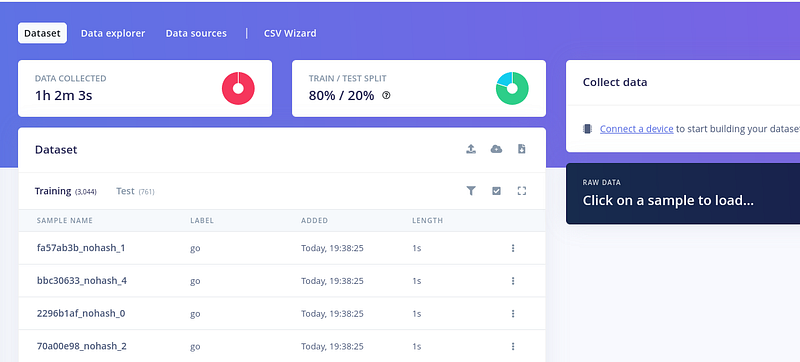 Dataset Data explorer Data sources | CSV Wizard
DATA COLLECTED
1h 2m 3s
TRAIN / TEST SPLIT
80% / 20% ?
Collect data
Connect a device to start building your dataset
RAW DATA
Click on a sample to load...
Dataset
Training (3,044) Test (761)
SAMPLE NAME LABEL ADDED LENGTH
fa57ab3b_nohash_1 go Today, 19:38:25 1s
bbc30633_nohash_4 go Today, 19:38:25 1s
2296b1af_nohash_0 go Today, 19:38:25 1s
70a00e98_nohash_2 go Today, 19:38:25 1s